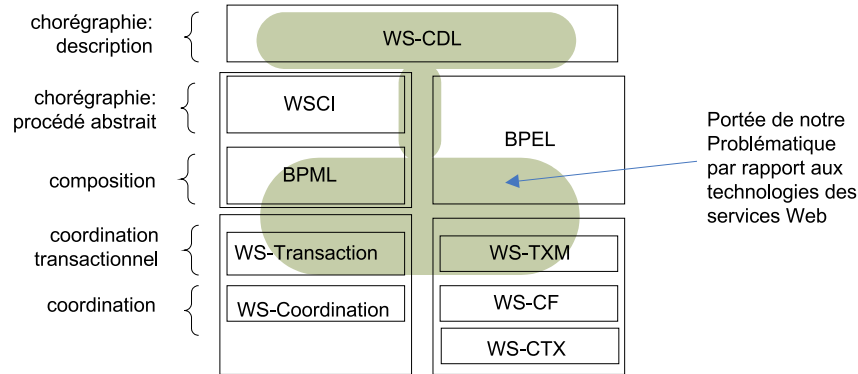 chorégraphie:
description
WS-CDL
chorégraphie:
procédé abstrait
WSCI
BPEL
composition
BPML
Portée de notre
Problématique
par rapport aux
technologies des
services Web
coordination
transactionnel
WS-Transaction
WS-TXM
coordination
WS-Coordination
WS-CF
WS-CTX